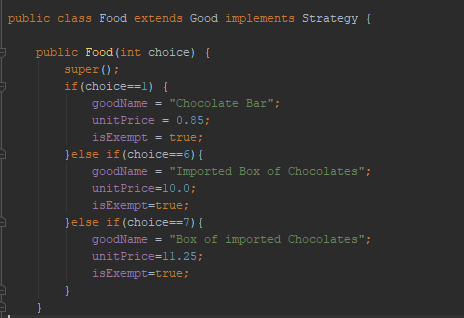 public class Food extends Good implements Strategy {
public Food(int choice) {
super();
if(choice==1) {
goodName = "Chocolate Bar";
unitPrice = 0.85;
isExempt = true;
}else if(choice==6){
goodName = "Imported Box of Chocolates";
unitPrice=10.0;
isExempt=true;
}else if(choice==7){
goodName = "Box of imported Chocolates";
unitPrice=11.25;
isExempt=true;
}
}